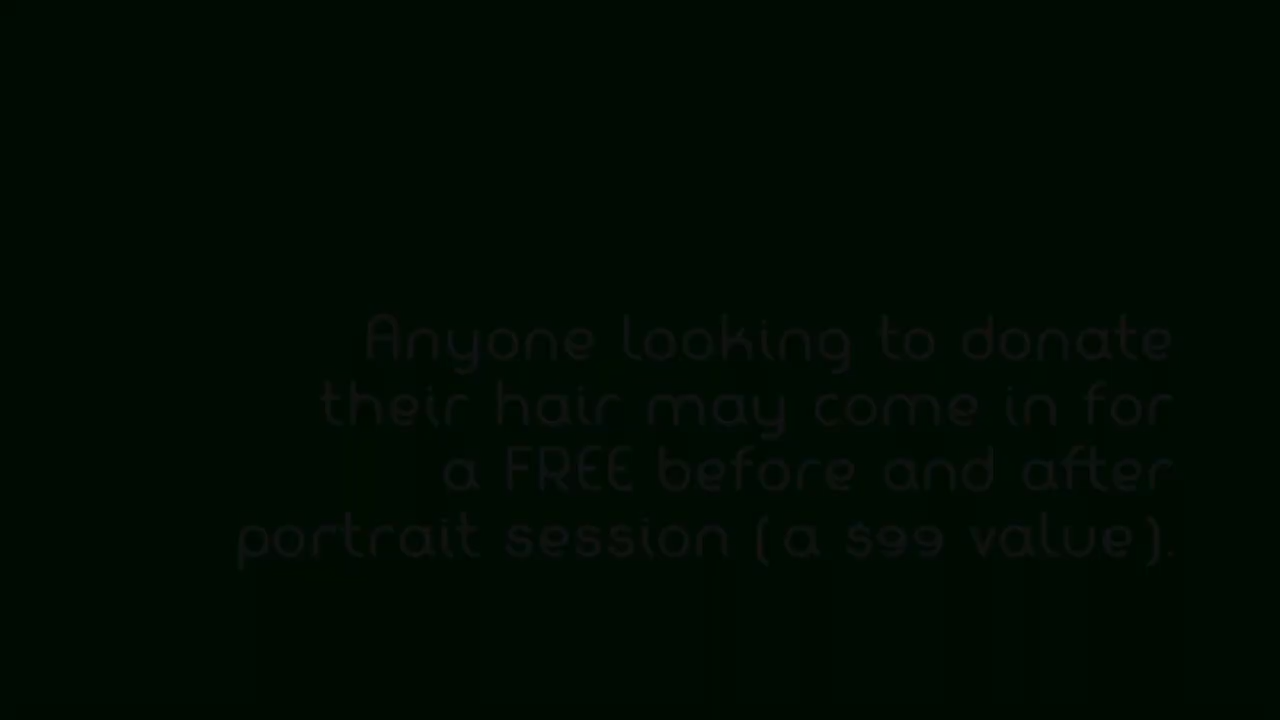 Anyone looking to donate
their hair may come in for
a FREE before and after
portrait session (a $99 value).